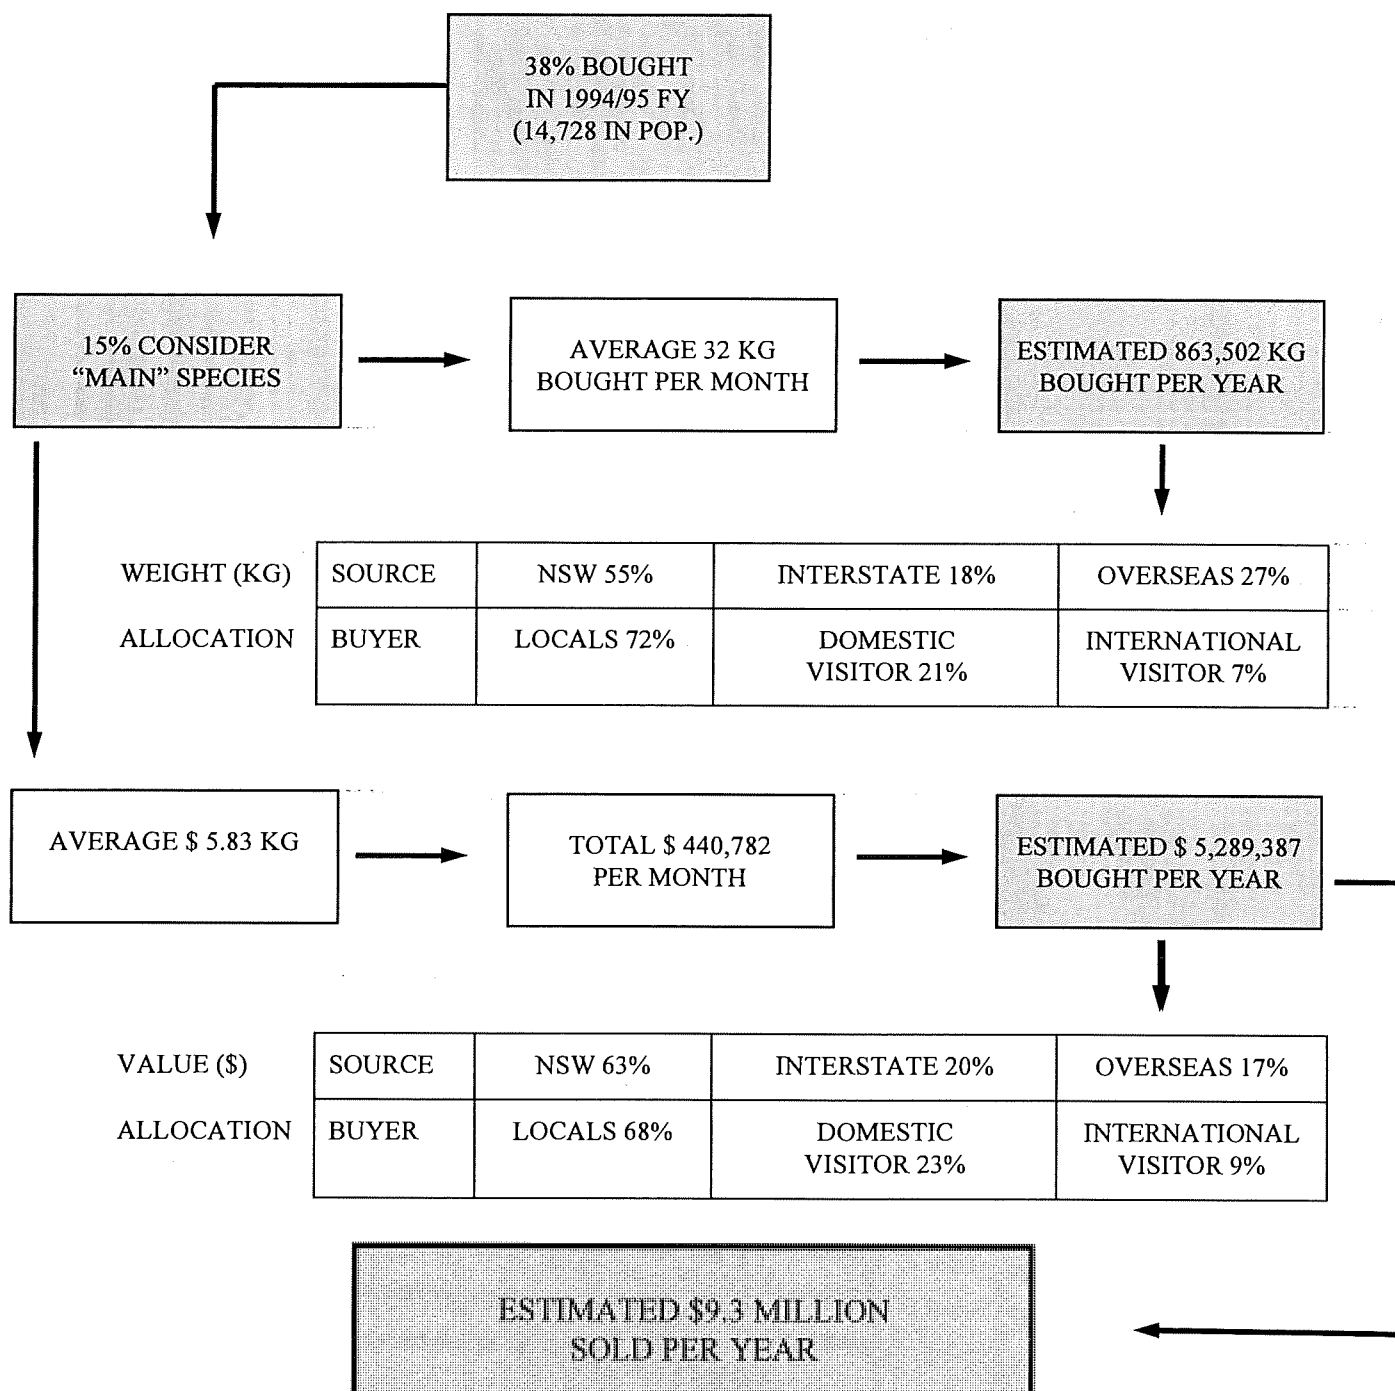 38% BOUGHT
IN 1994/95 FY
(14,728 IN POP.)
15% CONSIDER
“MAIN” SPECIES
AVERAGE 32 KG
BOUGHT PER MONTH
ESTIMATED 863,502 KG
BOUGHT PER YEAR
WEIGHT (KG) SOURCE NSW 55% INTERSTATE 18% OVERSEAS 27%
ALLOCATION BUYER LOCALS 72% DOMESTIC INTERNATIONAL
VISITOR 21% VISITOR 7%
AVERAGE $ 5.83 KG
TOTAL $ 440,782
PER MONTH
ESTIMATED $ 5,289,387
BOUGHT PER YEAR
VALUE ($) SOURCE NSW 63% INTERSTATE 20% OVERSEAS 17%
ALLOCATION BUYER LOCALS 68% DOMESTIC INTERNATIONAL
VISITOR 23% VISITOR 9%
ESTIMATED $9.3 MILLION
SOLD PER YEAR